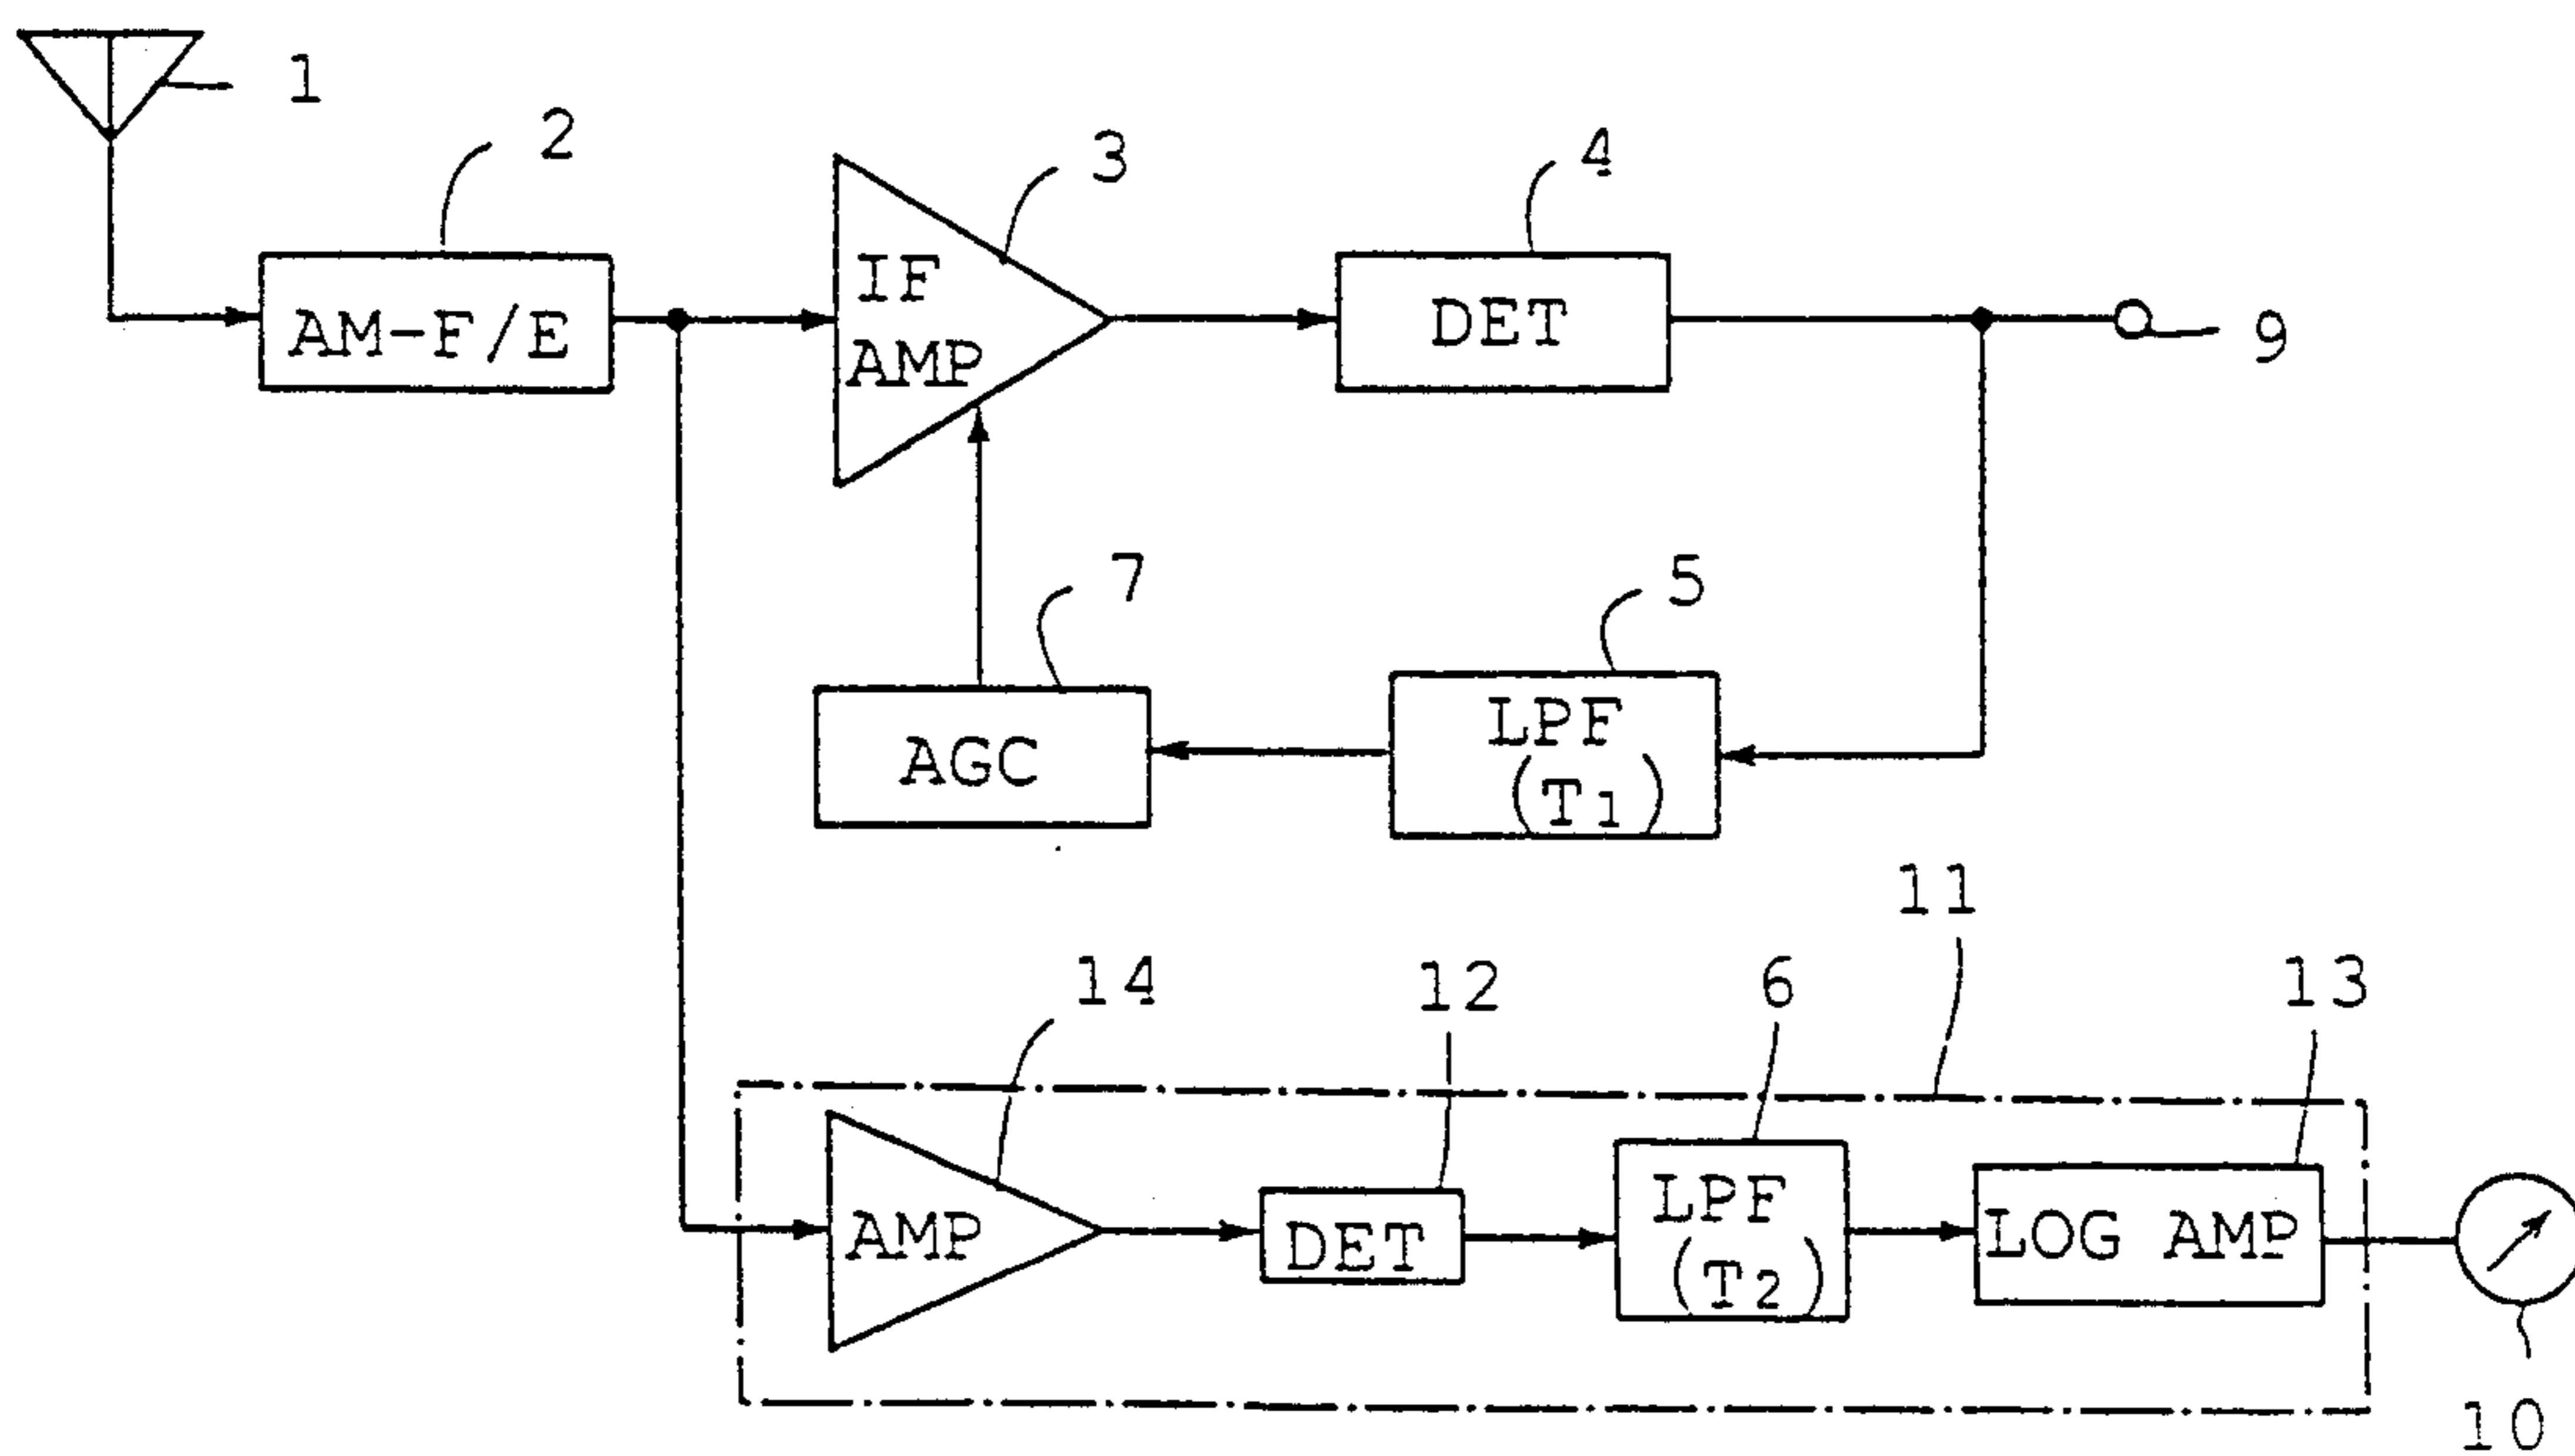 1
2
3
4
AM-F/E
IF
AMP
DET
9
7
5
AGC
LPF
(T1)
11
14
12
6
13
AMP
DET
LPF
(T2)
LOG AMP
10